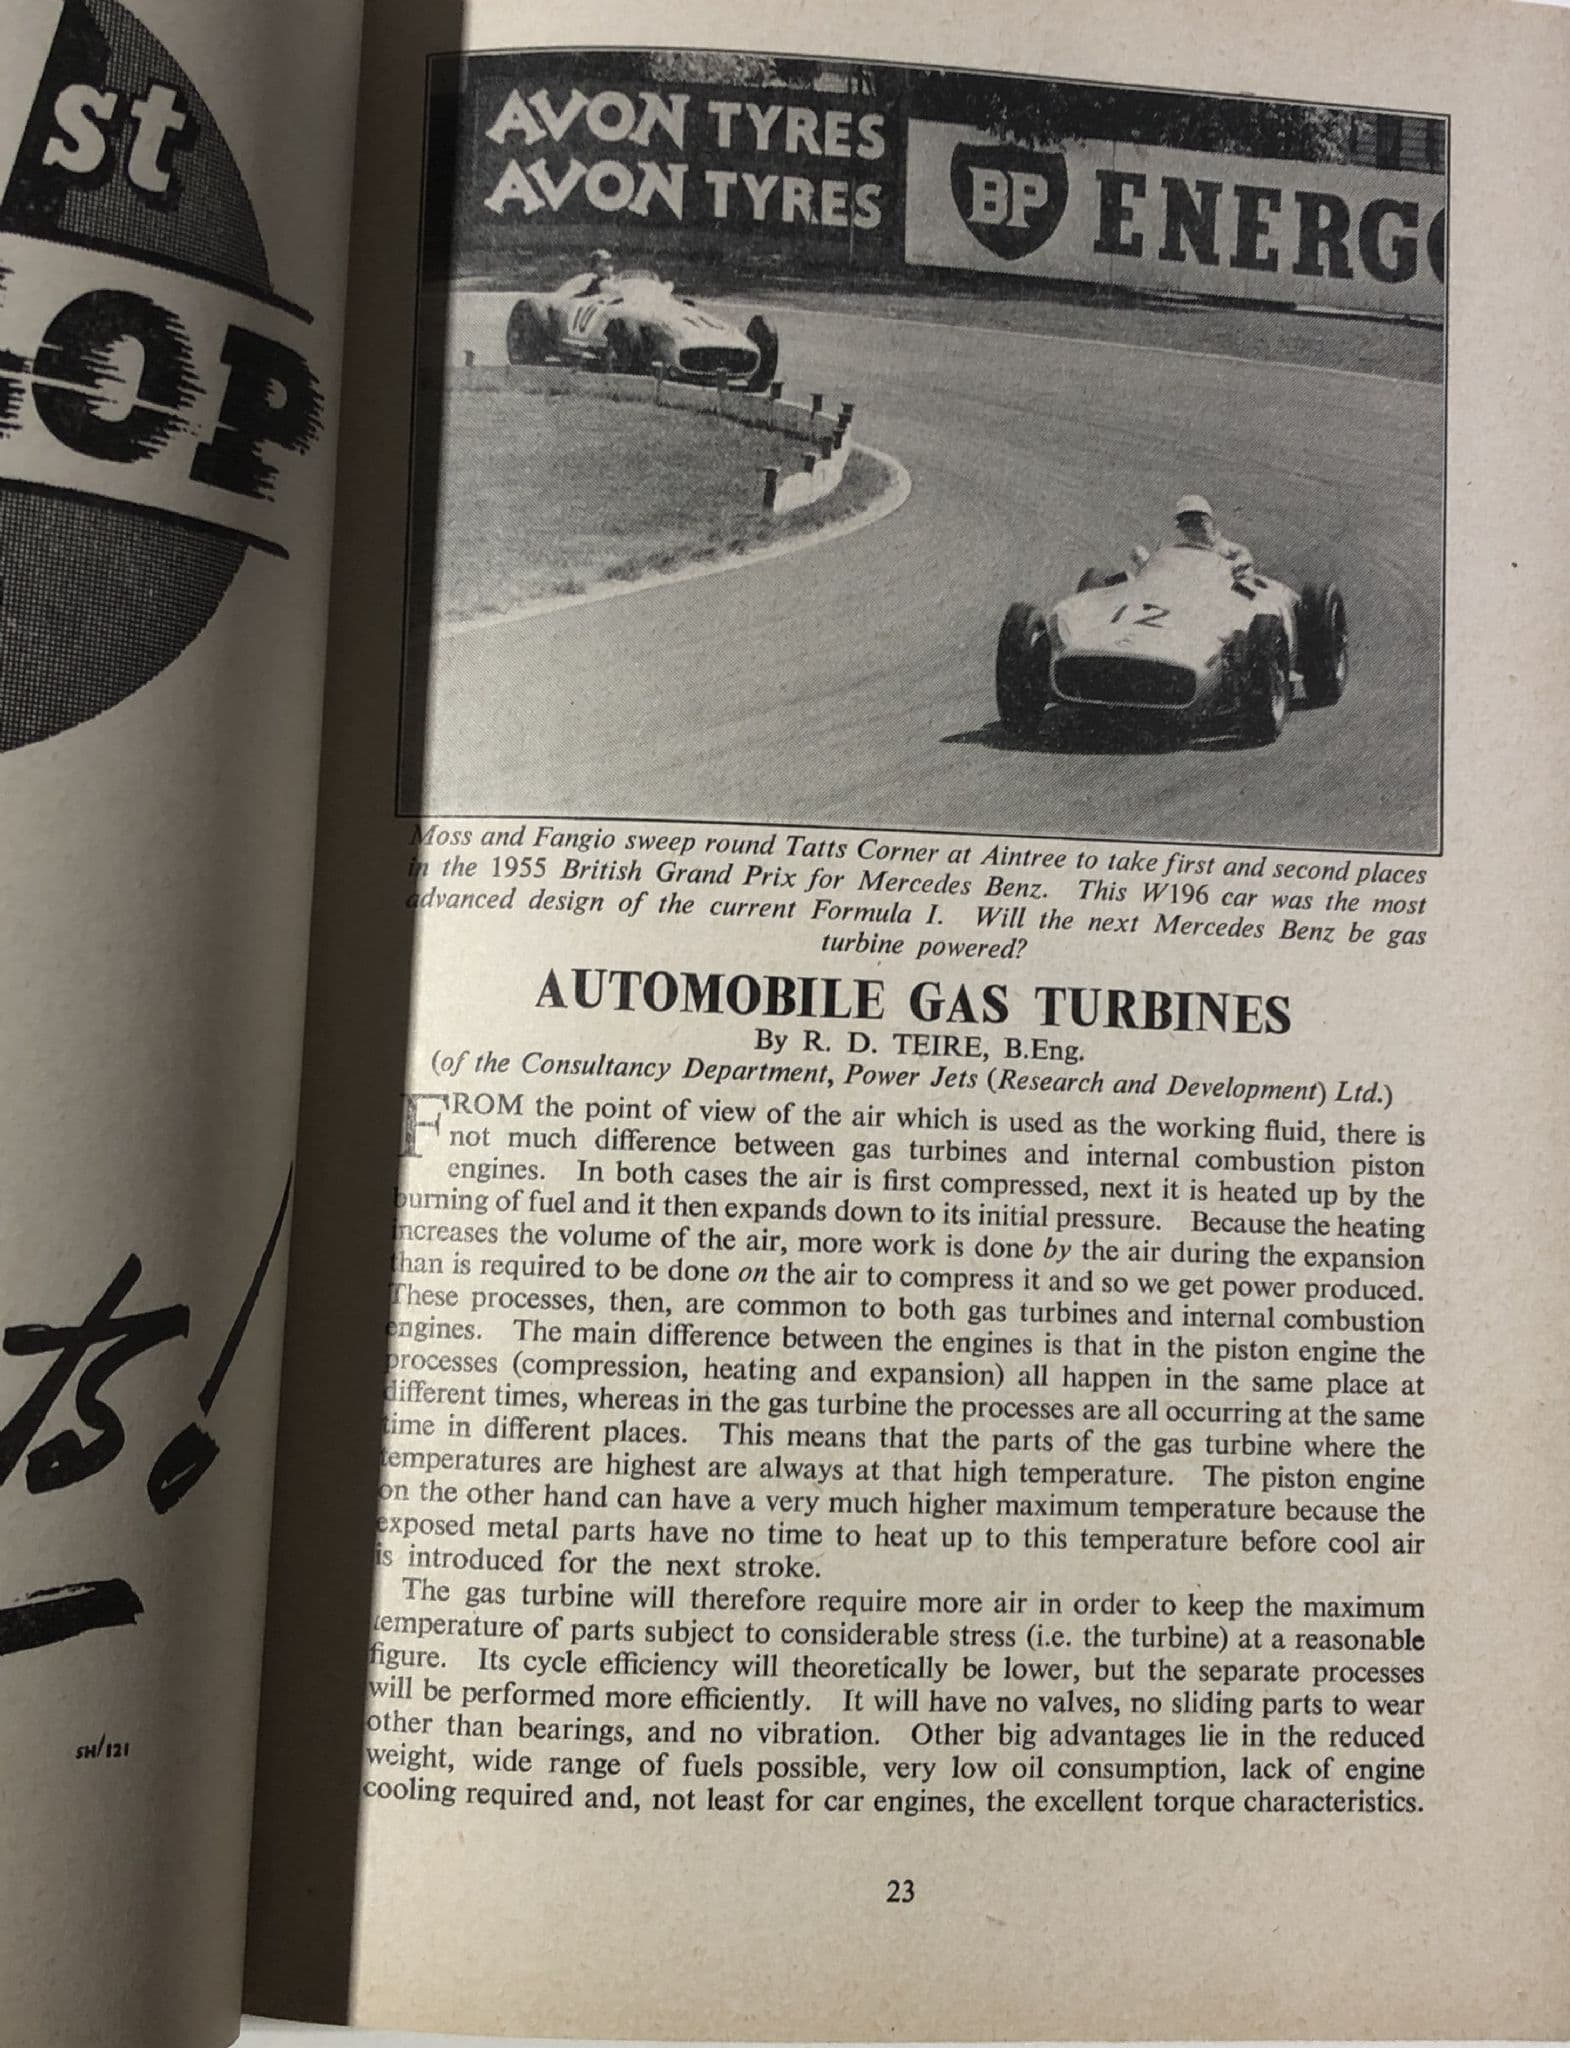 st
OP
ts!
SH/121
AVON TYRES
AVON TYRES
BP ENERG
10
12
Moss and Fangio sweep round Tatts Corner at Aintree to take first and second places
in the 1955 British Grand Prix for Mercedes Benz. This W196 car was the most
advanced design of the current Formula I. Will the next Mercedes Benz be gas
turbine powered?
AUTOMOBILE GAS TURBINES
By R. D. TEIRE, B.Eng.
(of the Consultancy Department, Power Jets (Research and Development) Ltd.)
FROM the point of view of the air which is used as the working fluid, there is
not much difference between gas turbines and internal combustion piston
engines. In both cases the air is first compressed, next it is heated up by the
burning of fuel and it then expands down to its initial pressure. Because the heating
increases the volume of the air, more work is done by the air during the expansion
than is required to be done on the air to compress it and so we get power produced.
These processes, then, are common to both gas turbines and internal combustion
engines. The main difference between the engines is that in the piston engine the
processes (compression, heating and expansion) all happen in the same place at
different times, whereas in the gas turbine the processes are all occurring at the same
time in different places. This means that the parts of the gas turbine where the
temperatures are highest are always at that high temperature. The piston engine
on the other hand can have a very much higher maximum temperature because the
exposed metal parts have no time to heat up to this temperature before cool air
is introduced for the next stroke.
The gas turbine will therefore require more air in order to keep the maximum
temperature of parts subject to considerable stress (i.e. the turbine) at a reasonable
figure. Its cycle efficiency will theoretically be lower, but the separate processes
will be performed more efficiently. It will have no valves, no sliding parts to wear
other than bearings, and no vibration. Other big advantages lie in the reduced
weight, wide range of fuels possible, very low oil consumption, lack of engine
cooling required and, not least for car engines, the excellent torque characteristics.
23